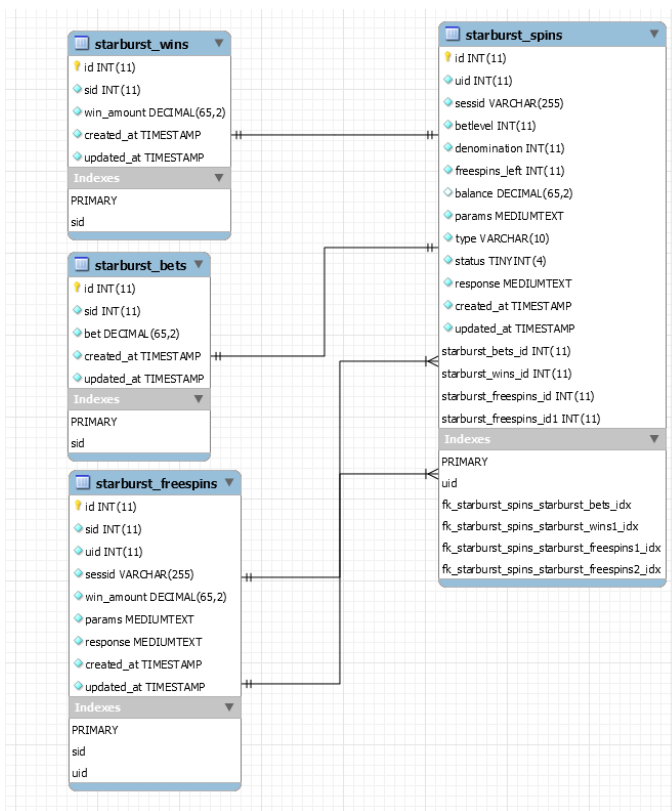 starburst_wins
id INT(11)
sid INT(11)
win_amount DECIMAL(65,2)
created_at TIMESTAMP
updated_at TIMESTAMP
Indexes
PRIMARY
sid
starburst_bets
id INT(11)
sid INT(11)
bet DECIMAL(65,2)
created_at TIMESTAMP
updated_at TIMESTAMP
Indexes
PRIMARY
sid
starburst_freespins
id INT(11)
sid INT(11)
uid INT(11)
sessid VARCHAR(255)
win_amount DECIMAL(65,2)
params MEDIUMTEXT
response MEDIUMTEXT
created_at TIMESTAMP
updated_at TIMESTAMP
Indexes
PRIMARY
sid
uid
starburst_spins
id INT(11)
uid INT(11)
sessid VARCHAR(255)
betlevel INT(11)
denomination INT(11)
freespins_left INT(11)
balance DECIMAL(65,2)
params MEDIUMTEXT
type VARCHAR(10)
status TINYINT(4)
response MEDIUMTEXT
created_at TIMESTAMP
updated_at TIMESTAMP
starburst_bets_id INT(11)
starburst_wins_id INT(11)
starburst_freespins_id INT(11)
starburst_freespins_id1 INT(11)
Indexes
PRIMARY
uid
fk_starburst_spins_starburst_bets_idx
fk_starburst_spins_starburst_wins1_idx
fk_starburst_spins_starburst_freespins1_idx
fk_starburst_spins_starburst_freespins2_idx